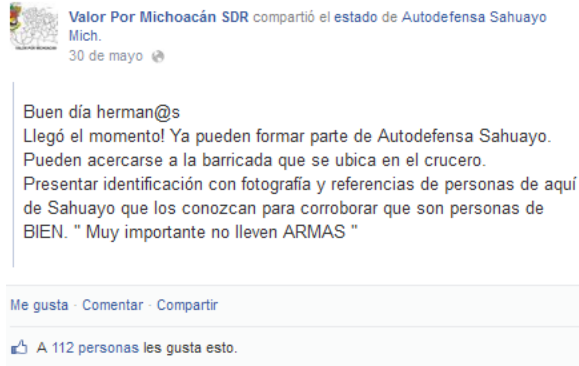 Valor Por Michoacán SDR compartió el estado de Autodefensa Sahuayo
Mich.
30 de mayo
Buen día herman@s
Llegó el momento! Ya pueden formar parte de Autodefensa Sahuayo.
Pueden acercarse a la barricada que se ubica en el crucero.
Presentar identificación con fotografía y referencias de personas de aquí
de Sahuayo que los conozcan para corroborar que son personas de
BIEN. " Muy importante no lleven ARMAS "
Me gusta · Comentar · Compartir
A 112 personas les gusta esto.